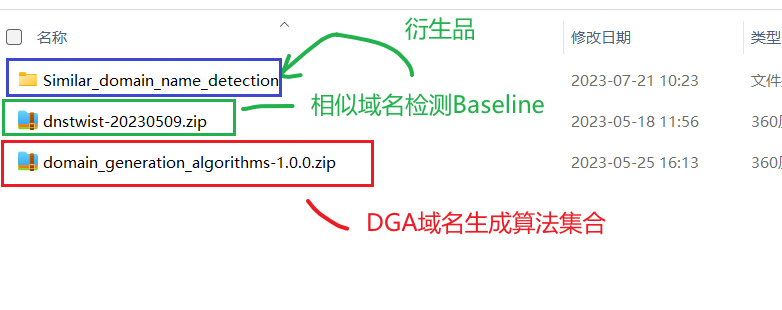 衍生品
名称 修改日期 类型
Similar_domain_name_detection 2023-07-21 10:23 文件
相似域名检测Baseline
dnstwist-20230509.zip 2023-05-18 11:56 360
domain_generation_algorithms-1.0.0.zip 2023-05-25 16:13 360
DGA域名生成算法集合